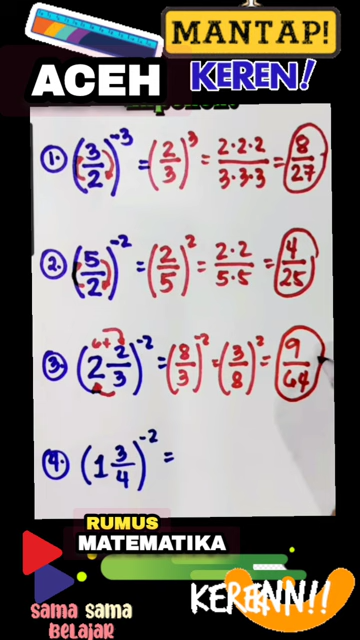 MANTAP!
ACEH KEREN!
Eksponen
1. (3/2)⁻³ = (2/3)³ = 2·2·2/3·3·3 = 8/27
2. (5/2)⁻² = (2/5)² = 2·2/5·5 = 4/25
6+
3. (2 2/3)⁻² = (8/3)⁻² = (3/8)² = 9/64
4. (1 3/4)⁻² =
RUMUS
MATEMATIKA
SAMA SAMA
BELAJAR